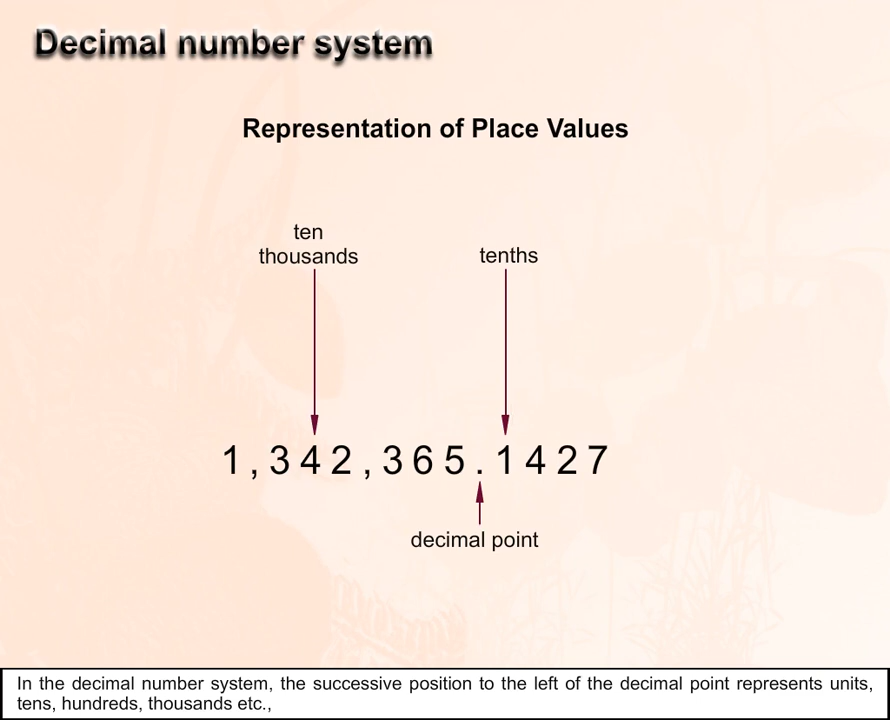 Decimal number system
Representation of Place Values
ten
thousands
tenths
1,342,365.1427
decimal point
In the decimal number system, the successive position to the left of the decimal point represents units,
tens, hundreds, thousands etc.,